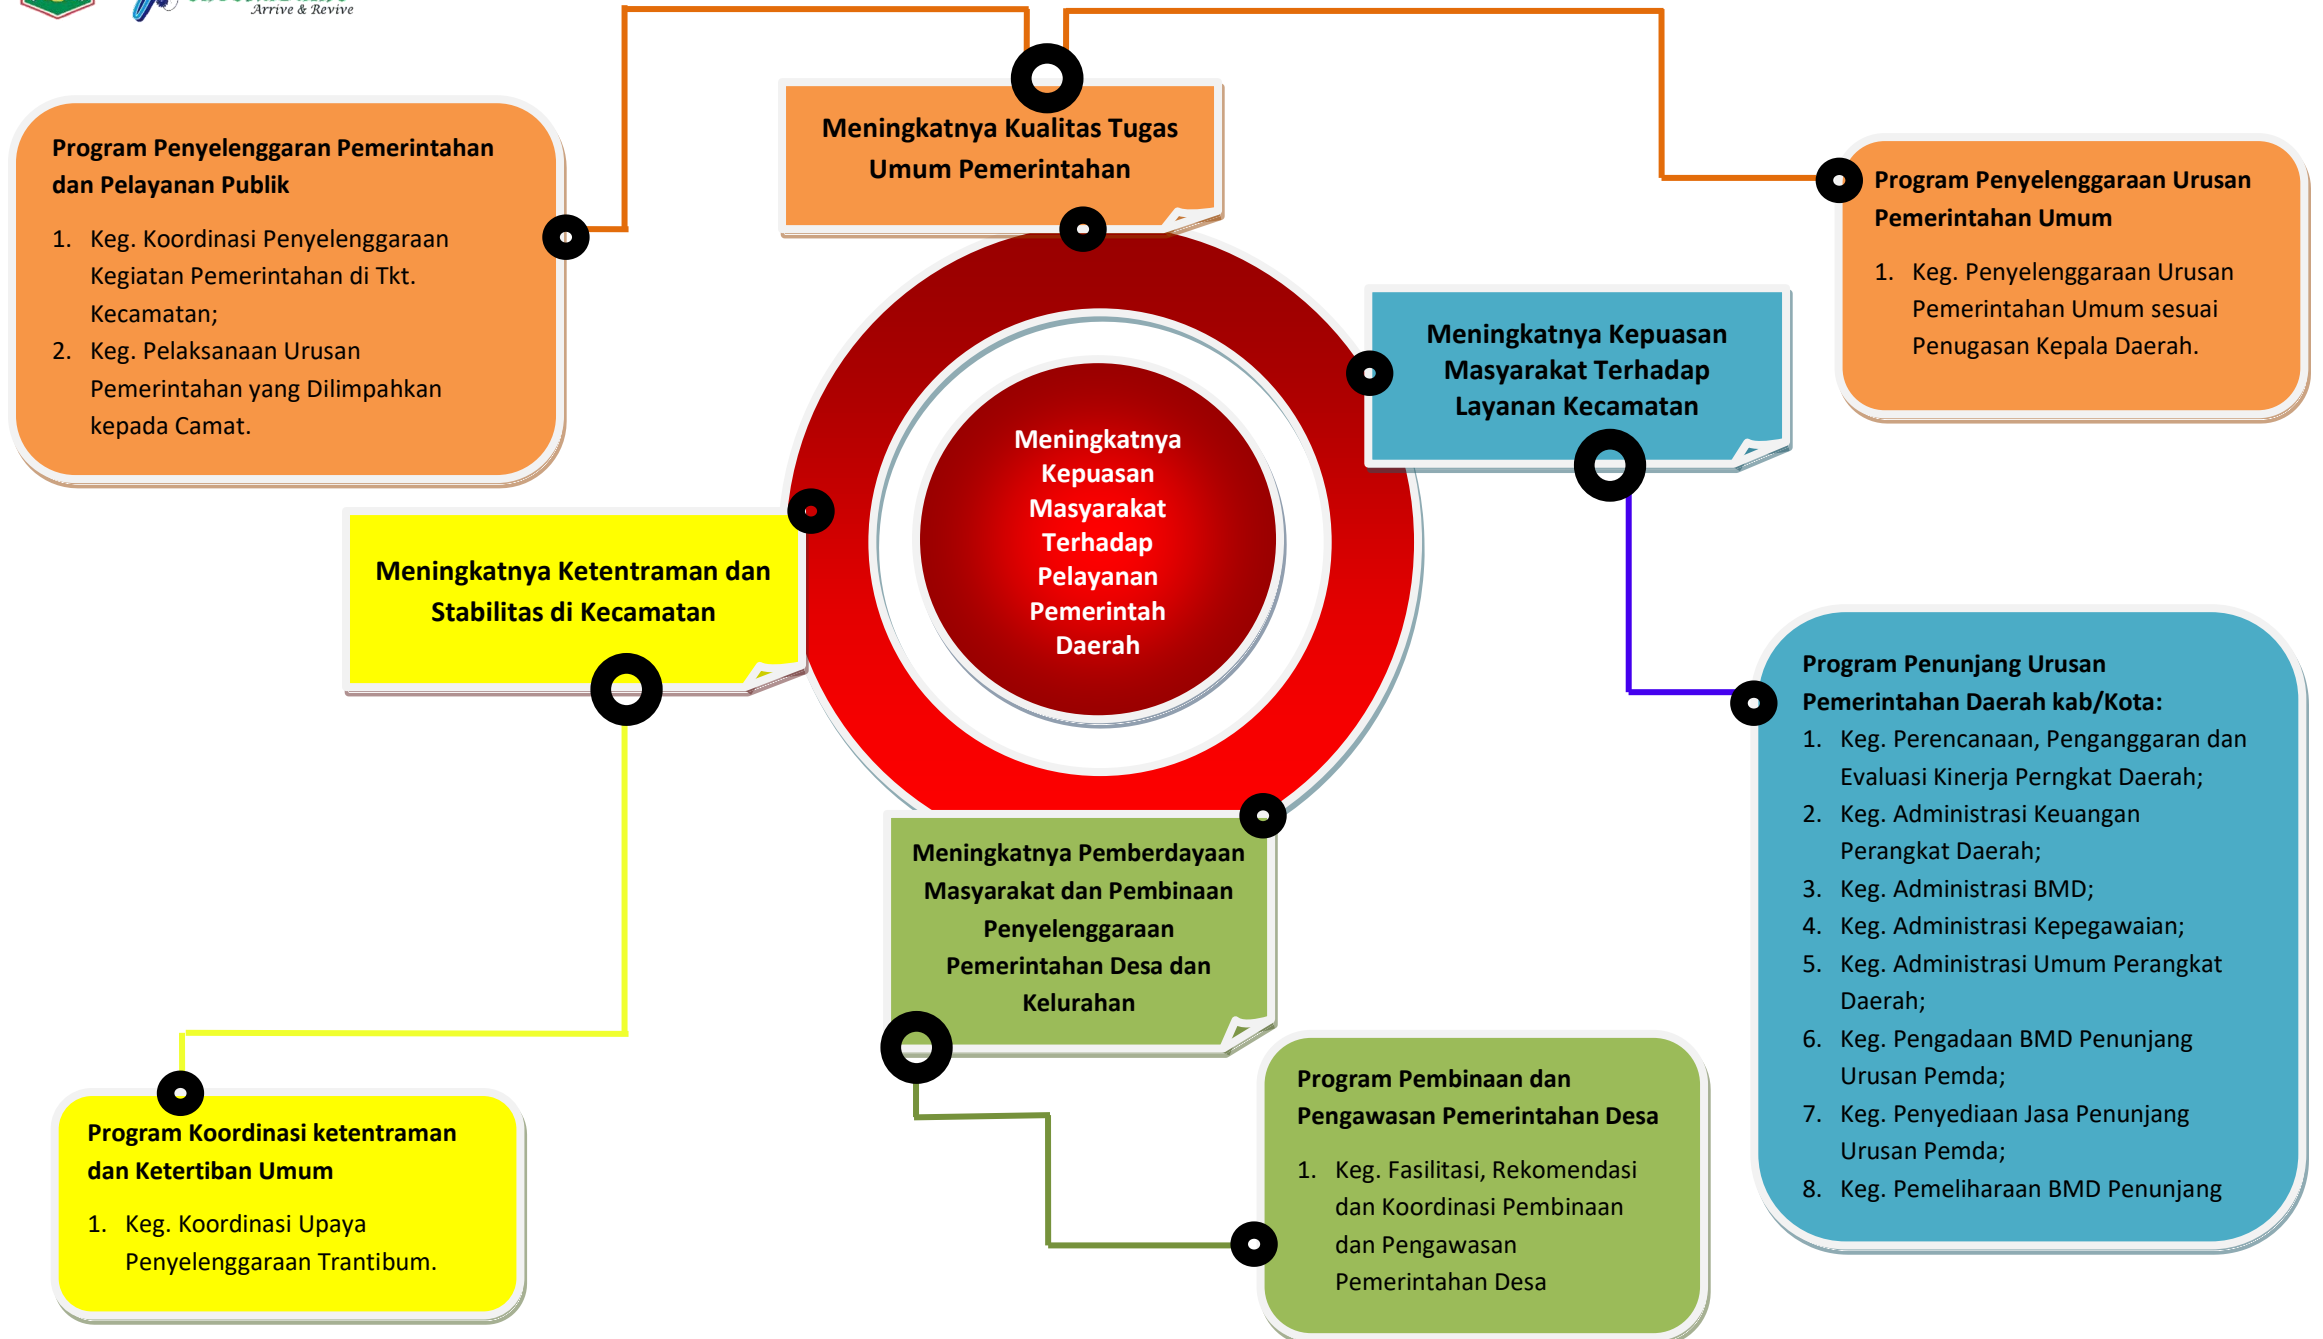 Arrive & Revive
Program Penyelenggaran Pemerintahan
dan Pelayanan Publik
1. Keg. Koordinasi Penyelenggaraan
Kegiatan Pemerintahan di Tkt.
Kecamatan;
2. Keg. Pelaksanaan Urusan
Pemerintahan yang Dilimpahkan
kepada Camat.
Meningkatnya Kualitas Tugas
Umum Pemerintahan
Program Penyelenggaraan Urusan
Pemerintahan Umum
1. Keg. Penyelenggaraan Urusan
Pemerintahan Umum sesuai
Penugasan Kepala Daerah.
Meningkatnya Kepuasan
Masyarakat Terhadap
Layanan Kecamatan
Meningkatnya
Kepuasan
Masyarakat
Terhadap
Pelayanan
Pemerintah
Daerah
Meningkatnya Ketentraman dan
Stabilitas di Kecamatan
Program Penunjang Urusan
Pemerintahan Daerah kab/Kota:
1. Keg. Perencanaan, Penganggaran dan
Evaluasi Kinerja Perngkat Daerah;
2. Keg. Administrasi Keuangan
Perangkat Daerah;
3. Keg. Administrasi BMD;
4. Keg. Administrasi Kepegawaian;
5. Keg. Administrasi Umum Perangkat
Daerah;
6. Keg. Pengadaan BMD Penunjang
Urusan Pemda;
7. Keg. Penyediaan Jasa Penunjang
Urusan Pemda;
8. Keg. Pemeliharaan BMD Penunjang
Meningkatnya Pemberdayaan
Masyarakat dan Pembinaan
Penyelenggaraan
Pemerintahan Desa dan
Kelurahan
Program Pembinaan dan
Pengawasan Pemerintahan Desa
1. Keg. Fasilitasi, Rekomendasi
dan Koordinasi Pembinaan
dan Pengawasan
Pemerintahan Desa
Program Koordinasi ketentraman
dan Ketertiban Umum
1. Keg. Koordinasi Upaya
Penyelenggaraan Trantibum.